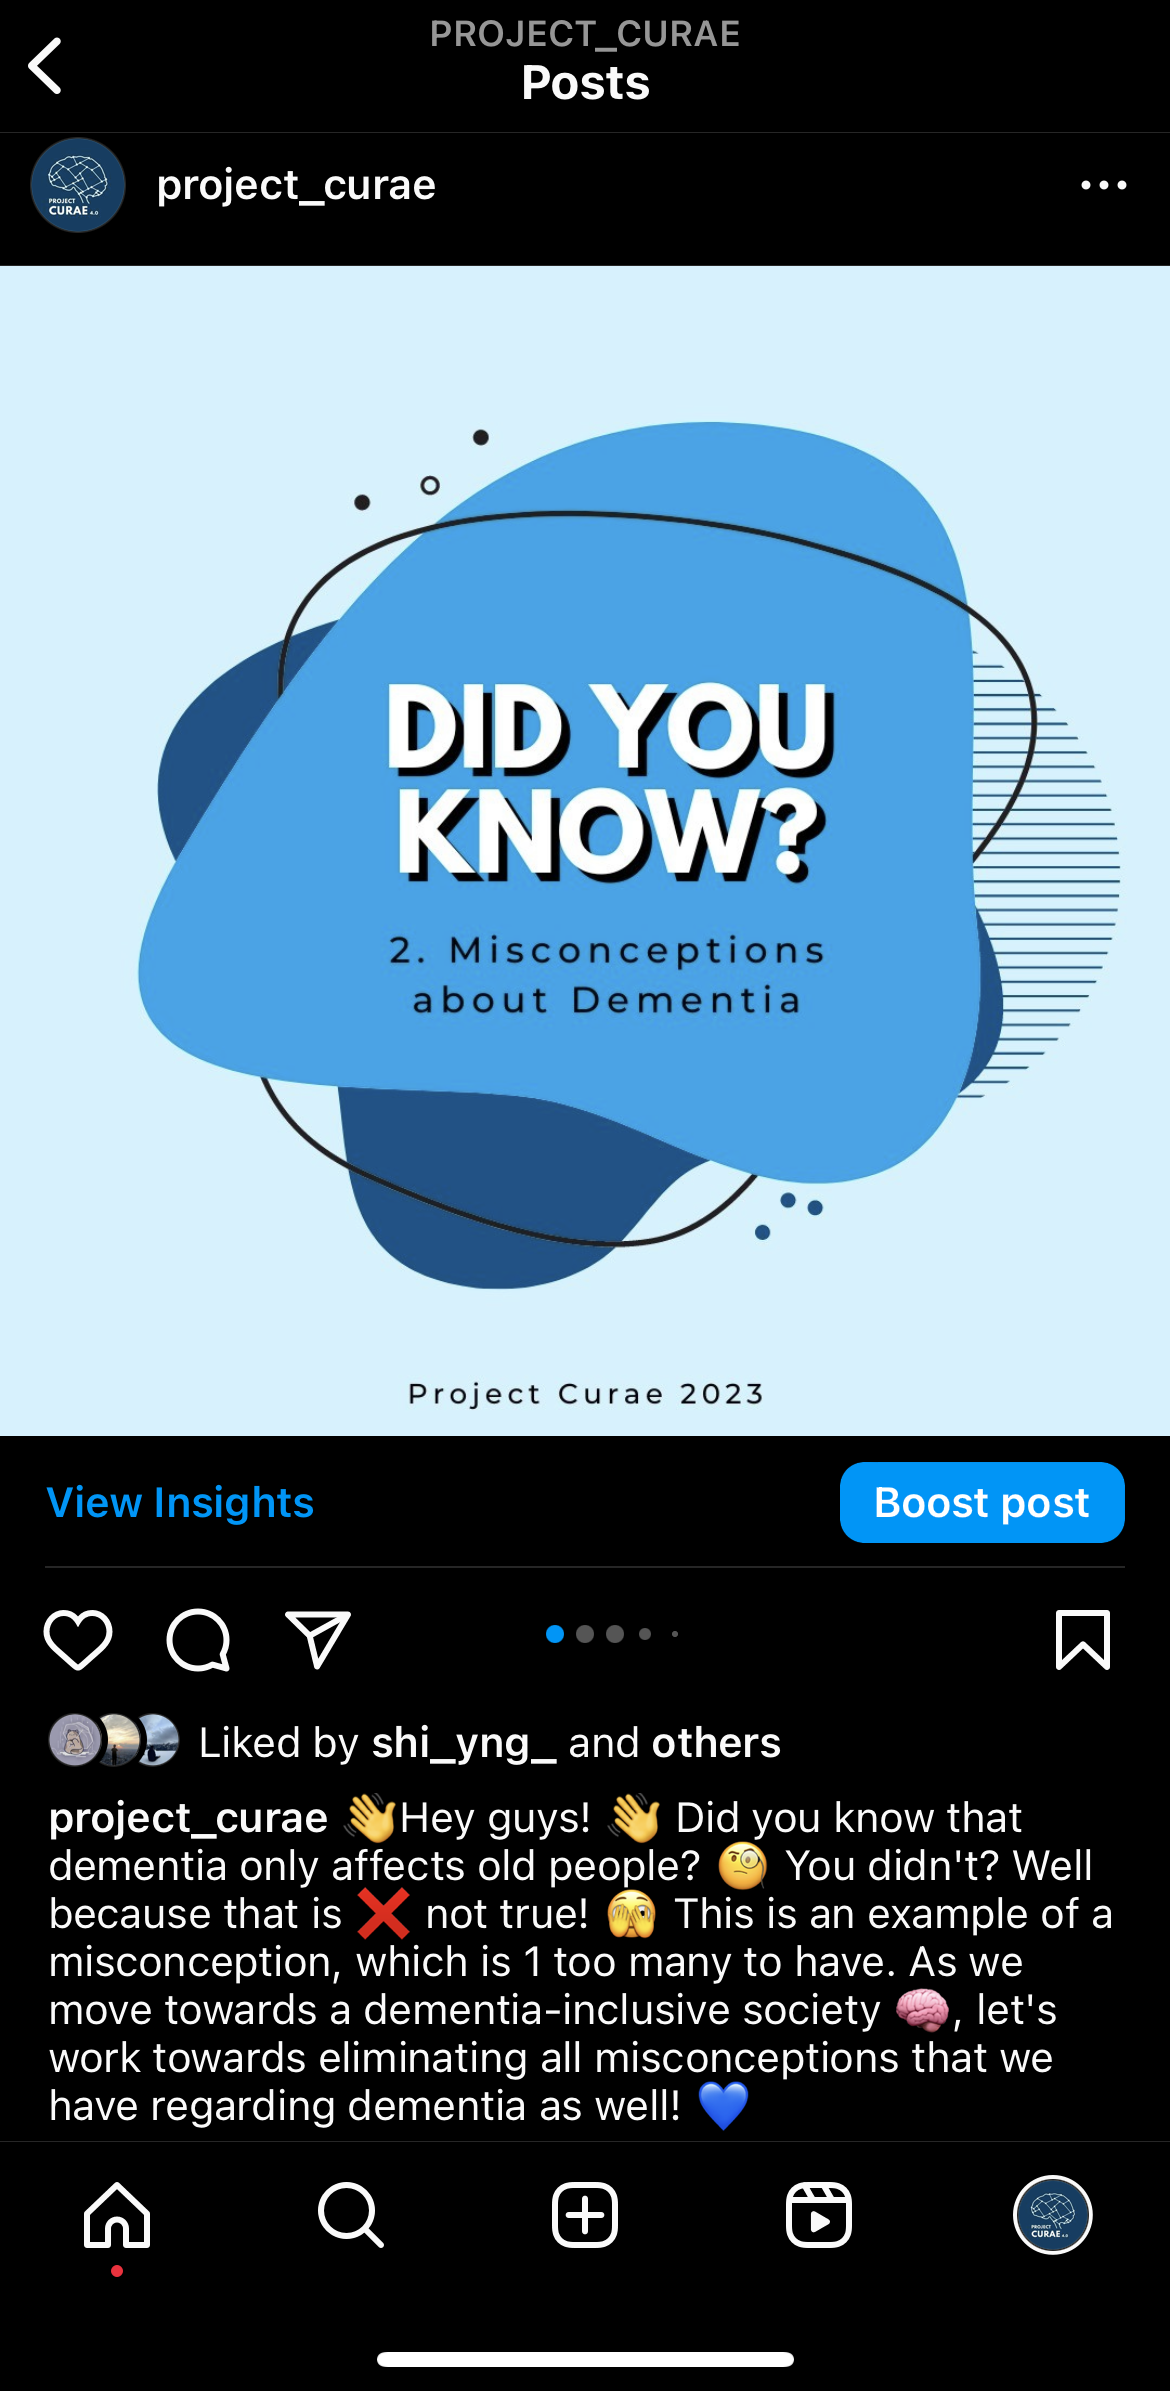 PROJECT_CURAE
Posts
PROJECT
CURAE 4.0
project_curae
DID YOU
KNOW?
2. Misconceptions
about Dementia
Project Curae 2023
View Insights
Boost post
Liked by shi_yng_ and others
project_curae 👋Hey guys! 👋 Did you know that
dementia only affects old people? 🧐 You didn't? Well
because that is ❌ not true! 🫣 This is an example of a
misconception, which is 1 too many to have. As we
move towards a dementia-inclusive society 🧠, let's
work towards eliminating all misconceptions that we
have regarding dementia as well! 💙
PROJECT
CURAE 4.0